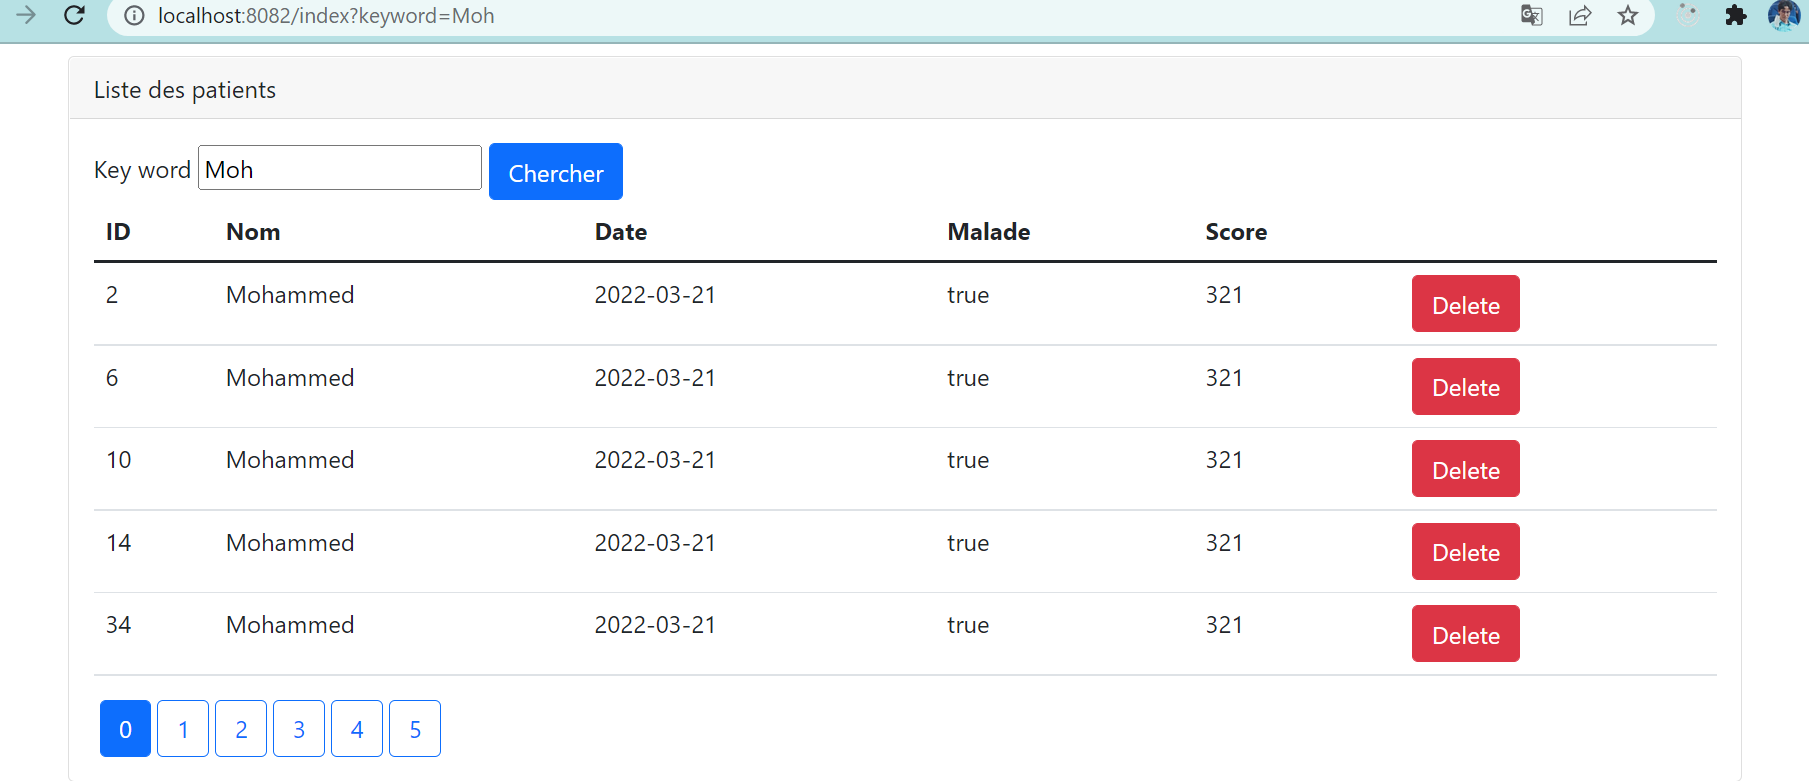 localhost:8082/index?keyword=Moh
Liste des patients
Key word Moh Chercher
ID Nom Date Malade Score
2 Mohammed 2022-03-21 true 321 Delete
6 Mohammed 2022-03-21 true 321 Delete
10 Mohammed 2022-03-21 true 321 Delete
14 Mohammed 2022-03-21 true 321 Delete
34 Mohammed 2022-03-21 true 321 Delete
0 1 2 3 4 5